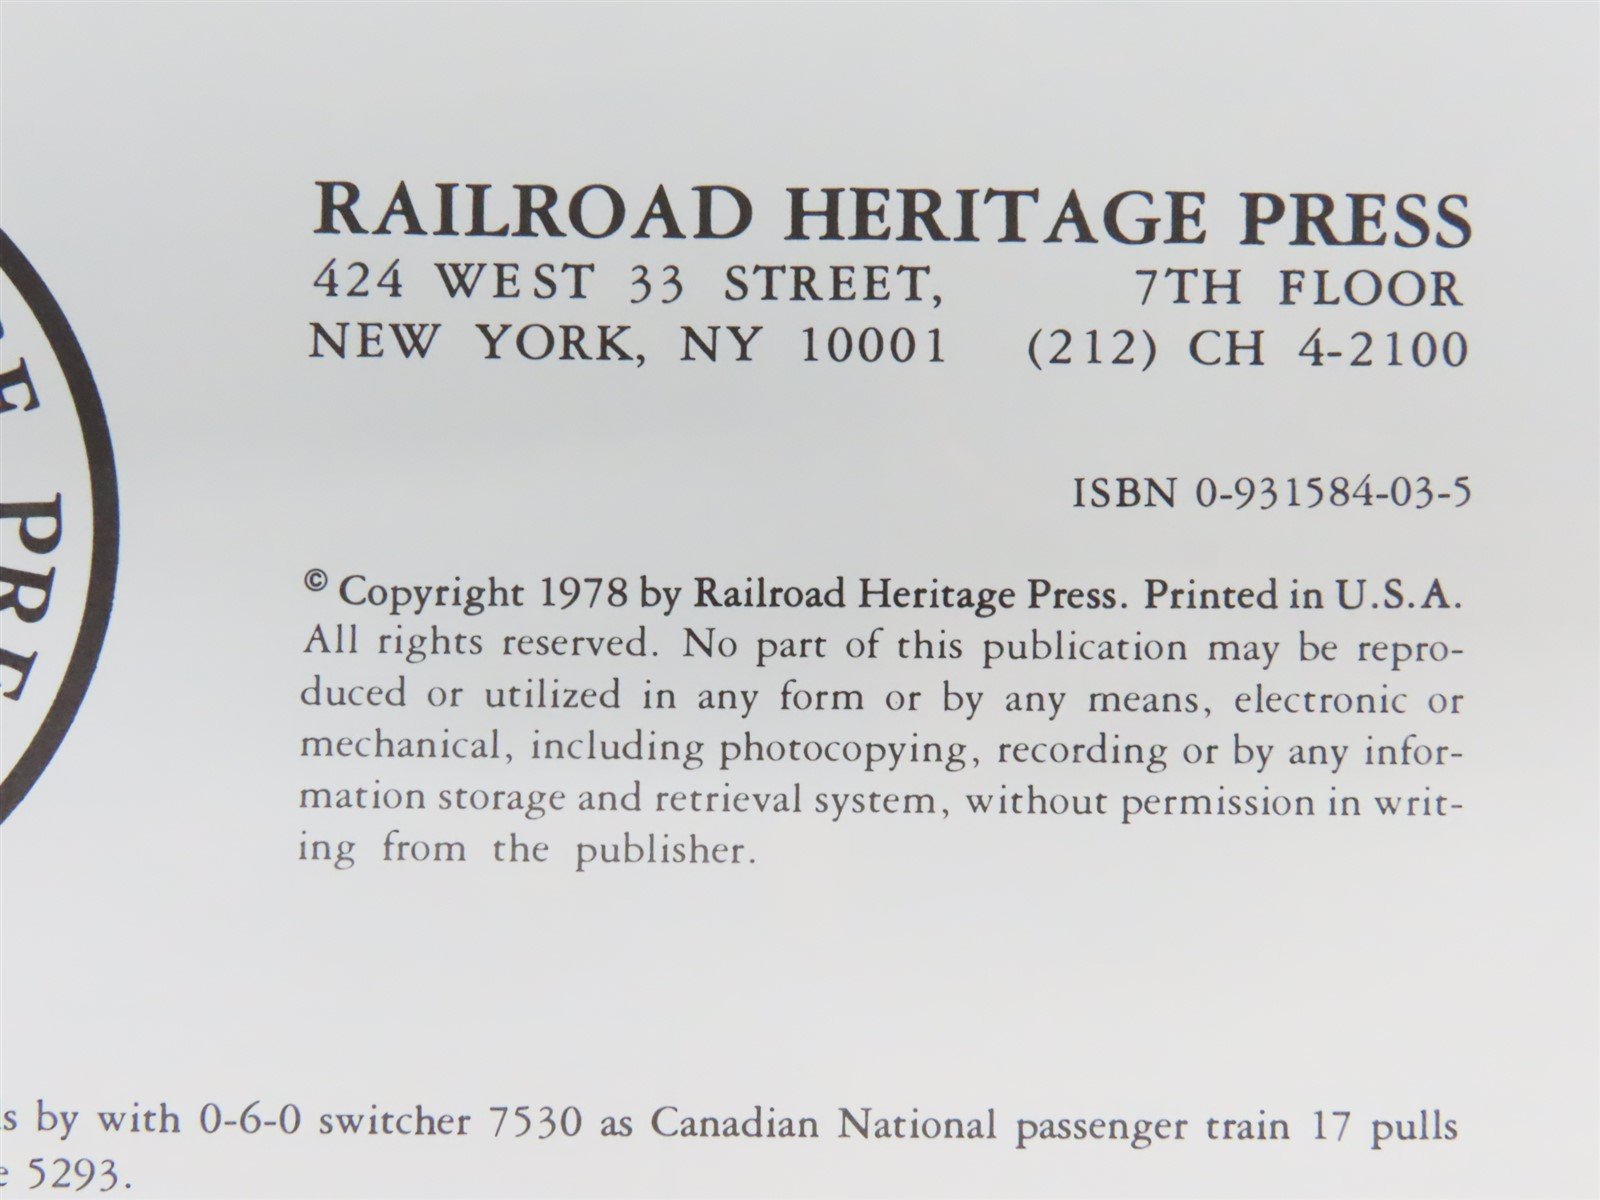 RAILROAD HERITAGE PRESS
424 WEST 33 STREET, 7TH FLOOR
NEW YORK, NY 10001 (212) CH 4-2100
ISBN 0-931584-03-5
© Copyright 1978 by Railroad Heritage Press. Printed in U.S.A.
All rights reserved. No part of this publication may be repro-
duced or utilized in any form or by any means, electronic or
mechanical, including photocopying, recording or by any infor-
mation storage and retrieval system, without permission in writ-
ing from the publisher.
PRE
by with 0-6-0 switcher 7530 as Canadian National passenger train 17 pulls
5293.